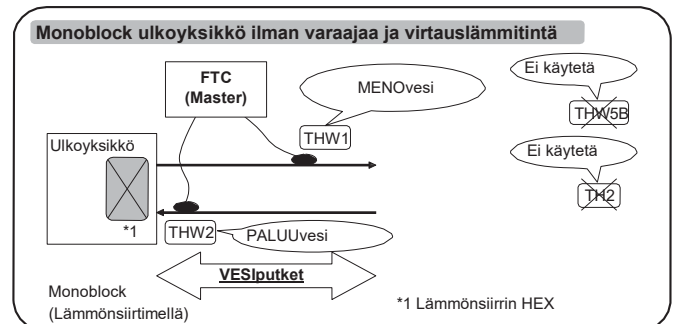 Monoblock ulkoyksikkö ilman varaajaa ja virtauslämmitintä
FTC
(Master)
MENOvesi
Ei käytetä
THW5B
THW1
Ulkoyksikkö
Ei käytetä
TH2
*1
THW2
PALUUvesi
VESIputket
Monoblock
(Lämmönsiirtimellä)
*1 Lämmönsiirrin HEX